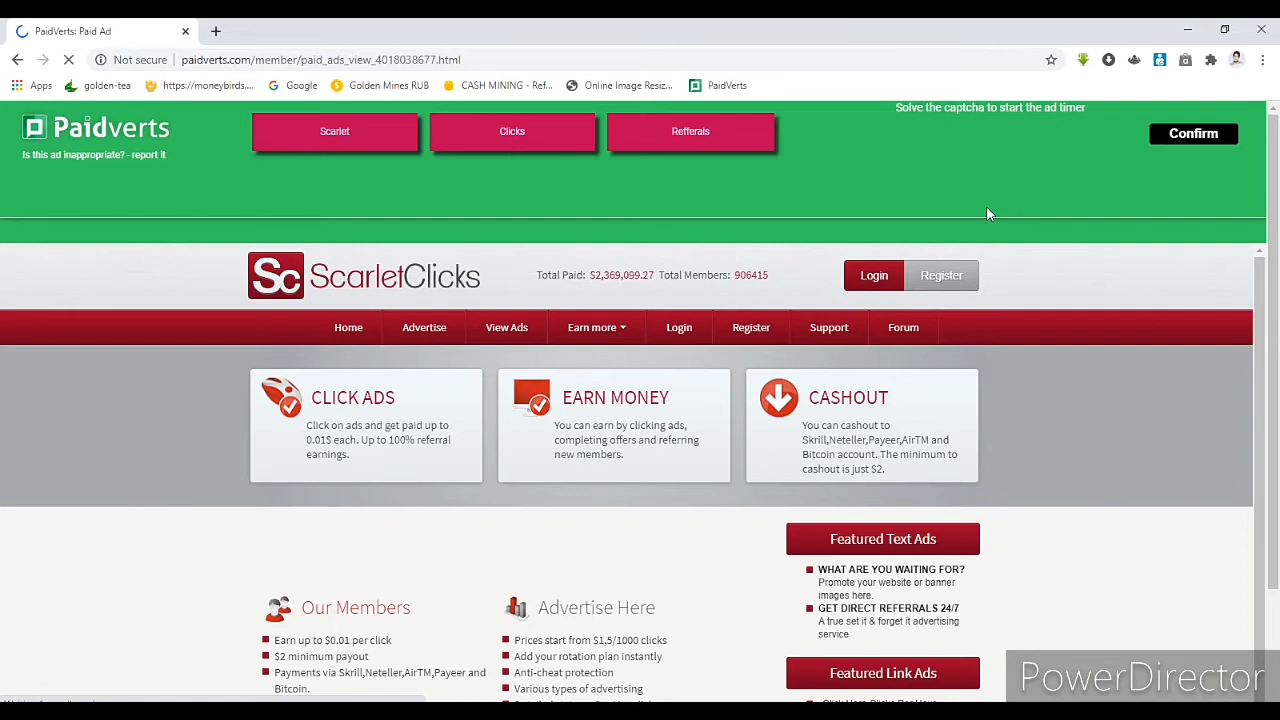 PaidVerts: Paid Ad
Not secure
paidverts.com/member/paid_ads_view_4018038677.html
Apps
golden-tea
https://moneybirds....
Google
Golden Mines RUB
CASH MINING - Ref...
Online Image Resiz...
PaidVerts
Solve the captcha to start the ad timer
Paidverts
Scarlet
Clicks
Refferals
Confirm
Is this ad inappropriate? - report it
Sc ScarletClicks
Total Paid: $2,369,099.27 Total Members: 906415
Login
Register
Home
Advertise
View Ads
Earn more
Login
Register
Support
Forum
CLICK ADS
Click on ads and get paid up to
0.01$ each. Up to 100% referral
earnings.
EARN MONEY
You can earn by clicking ads,
completing offers and referring
new members.
CASHOUT
You can cashout to
Skrill,Neteller,Payeer,AirTM and
Bitcoin account. The minimum to
cashout is just $2.
Featured Text Ads
WHAT ARE YOU WAITING FOR?
Promote your website or banner
images here.
GET DIRECT REFERRALS 24/7
A true set it & forget it advertising
service
Our Members
Earn up to $0.01 per click
$2 minimum payout
Payments via Skrill,Neteller,AirTM,Payeer and
Bitcoin.
Advertise Here
Prices start from $1,5/1000 clicks
Add your rotation plan instantly
Anti-cheat protection
Various types of advertising
Featured Link Ads
PowerDirector